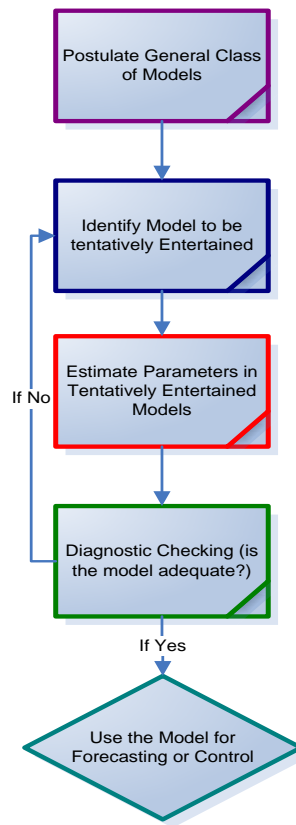 Postulate General Class
of Models
Identify Model to be
tentatively Entertained
Estimate Parameters in
Tentatively Entertained
Models
If No
Diagnostic Checking (is
the model adequate?)
If Yes
Use the Model for
Forecasting or Control